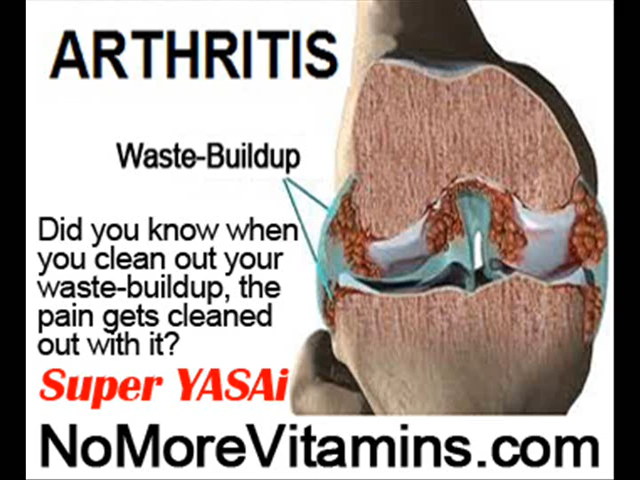 ARTHRITIS
Waste-Buildup
Did you know when
you clean out your
waste-buildup, the
pain gets cleaned
out with it?
Super YASAi
NoMoreVitamins.com